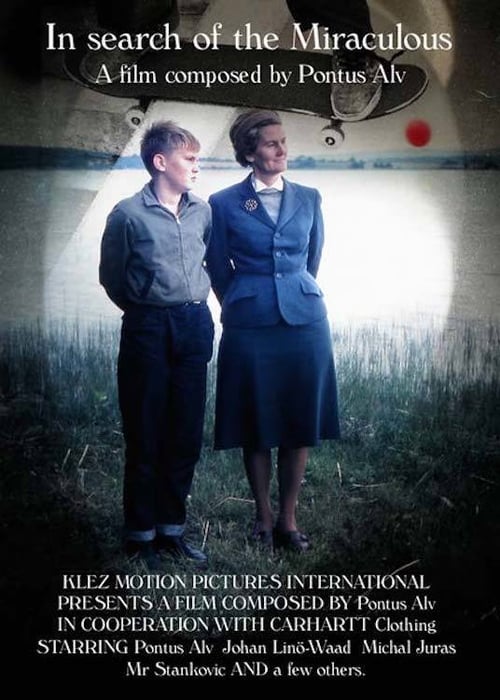 In search of the Miraculous
A film composed by Pontus Alv
KLEZ MOTION PICTURES INTERNATIONAL
PRESENTS A FILM COMPOSED BY Pontus Alv
IN COOPERATION WITH CARHARTT Clothing
STARRING Pontus Alv Johan Linö-Waad Michal Juras
Mr Stankovic AND a few others.